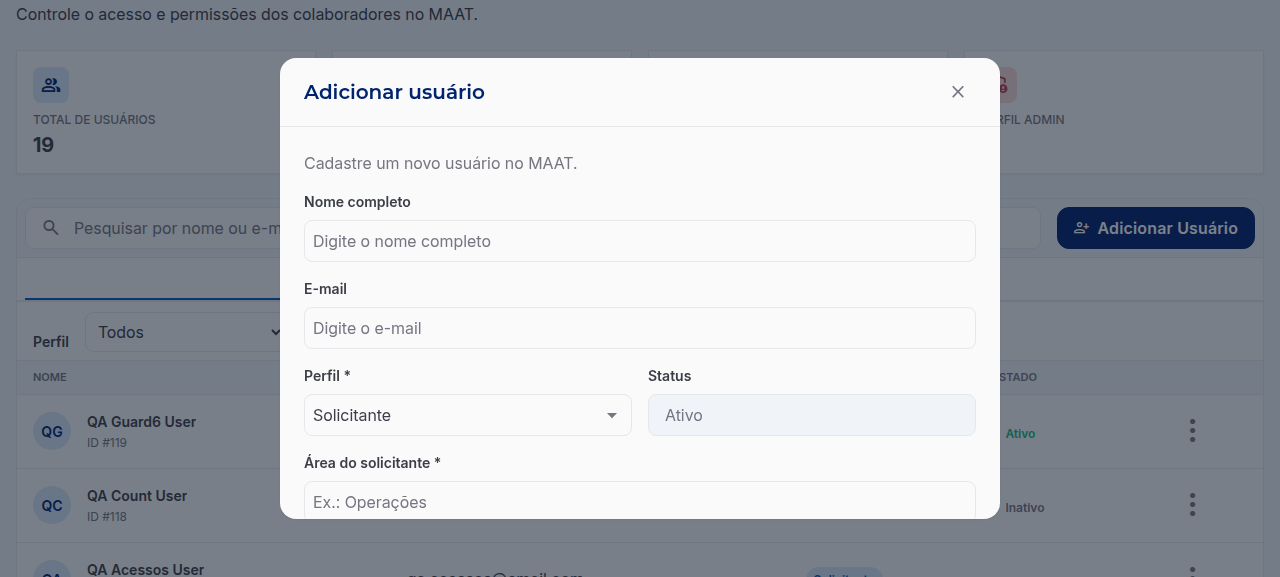 Controle o acesso e permissões dos colaboradores no MAAT.
TOTAL DE USUÁRIOS
19
RFIL ADMIN
Adicionar usuário
Cadastre um novo usuário no MAAT.
Nome completo
Digite o nome completo
E-mail
Digite o e-mail
Perfil *
Status
Solicitante
Ativo
Área do solicitante *
Ex.: Operações
Pesquisar por nome ou e-m
Adicionar Usuário
Perfil
Todos
NOME
STADO
QG
QA Guard6 User
ID #119
Ativo
QC
QA Count User
ID #118
Inativo
QA Acessos User